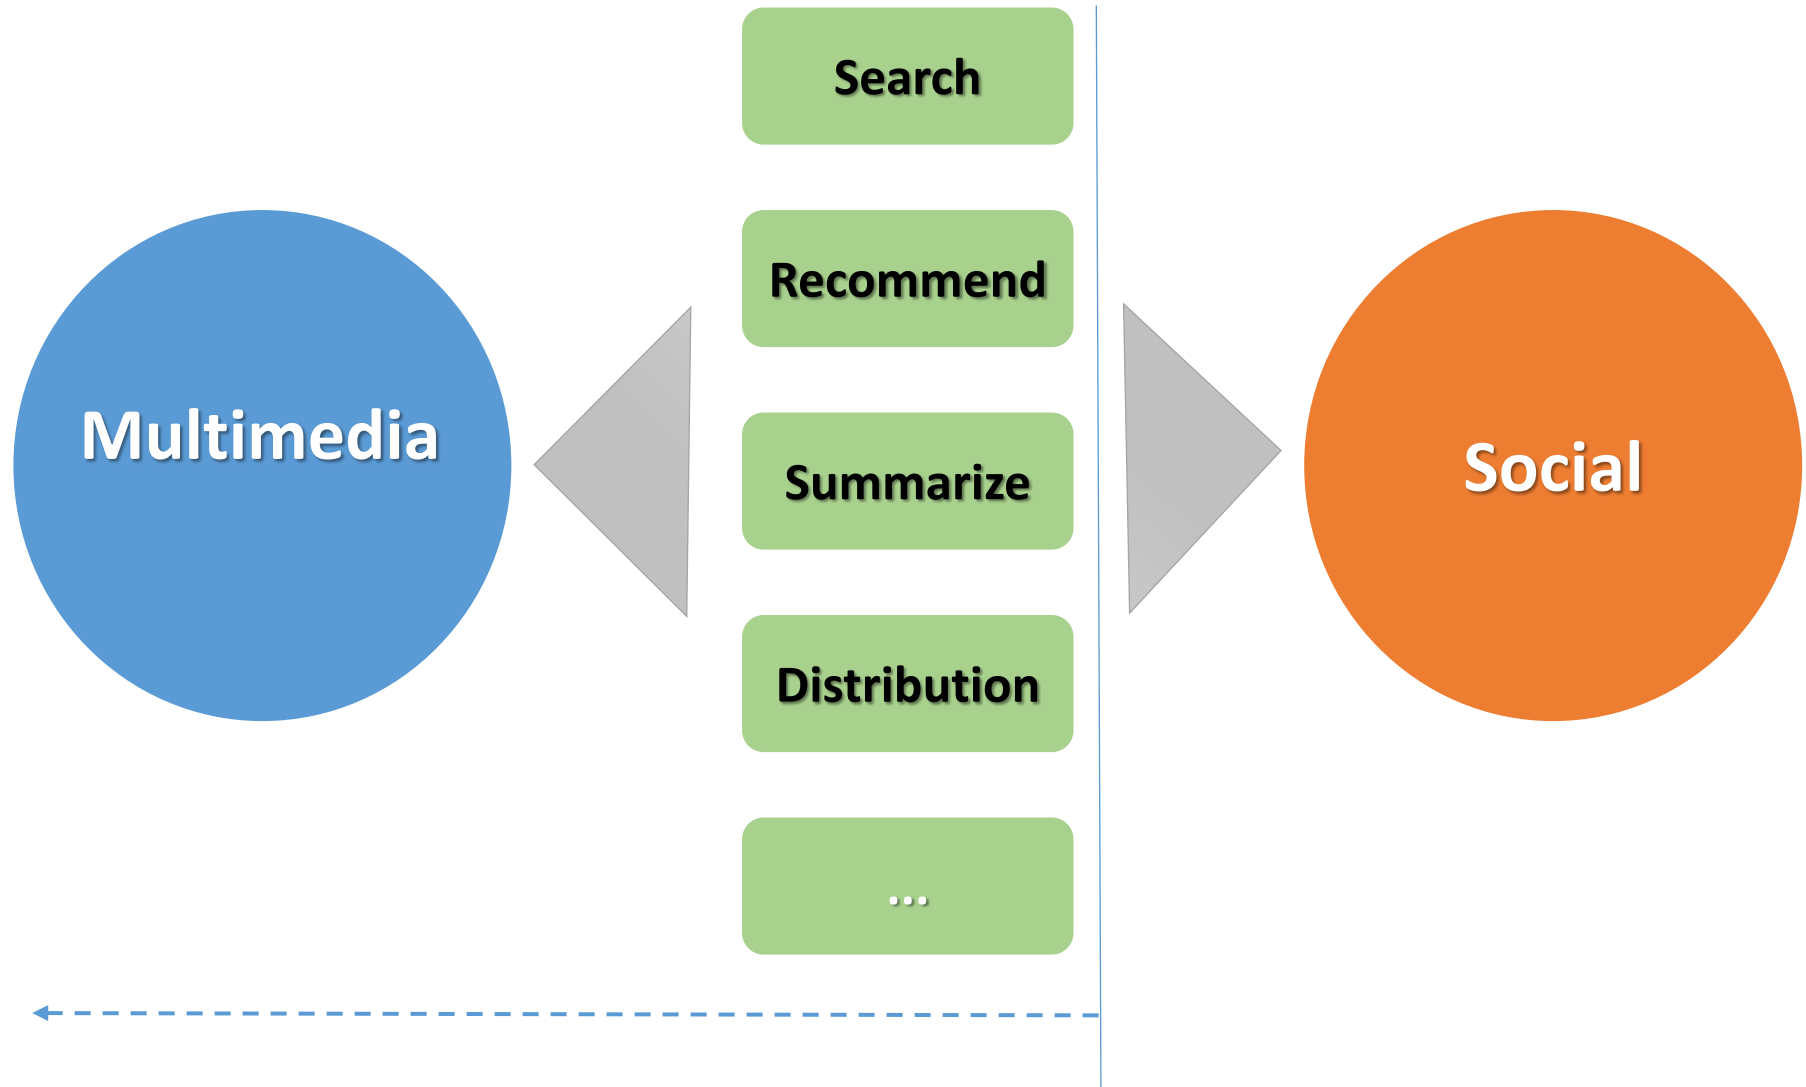 Search
Recommend
Multimedia
Summarize
Social
Distribution
...